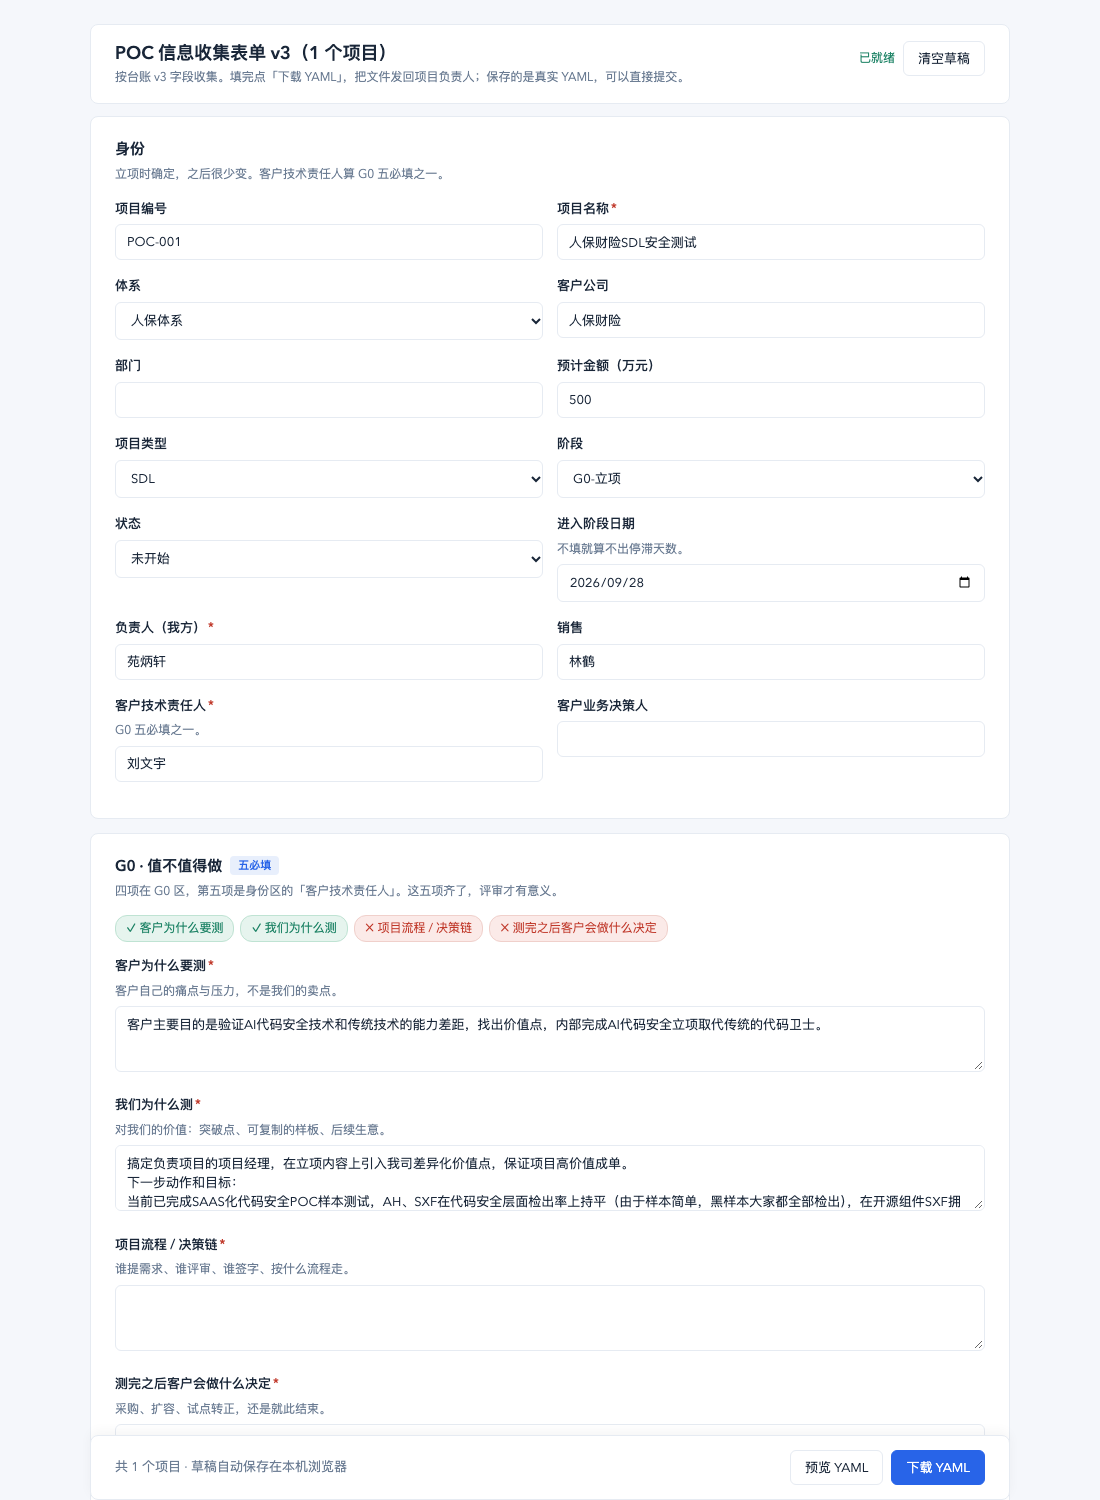 POC 信息收集表单 v3（1 个项目）
按台账 v3 字段收集。填完点「下载 YAML」，把文件发回项目负责人；保存的是真实 YAML，可以直接提交。
已就绪
清空草稿
身份
立项时确定，之后很少变。客户技术责任人算 G0 五必填之一。
项目编号
POC-001
项目名称*
人保财险SDL安全测试
体系
人保体系
客户公司
人保财险
部门
预计金额（万元）
500
项目类型
SDL
阶段
G0-立项
状态
未开始
进入阶段日期
不填就算不出停滞天数。
2026/09/28
负责人（我方）*
苑炳轩
销售
林鹤
客户技术责任人*
G0 五必填之一。
刘文宇
客户业务决策人
G0 · 值不值得做 五必填
四项在 G0 区，第五项是身份区的「客户技术责任人」。这五项齐了，评审才有意义。
✓ 客户为什么要测 ✓ 我们为什么测 ✕ 项目流程 / 决策链 ✕ 测完之后客户会做什么决定
客户为什么要测*
客户自己的痛点与压力，不是我们的卖点。
客户主要目的是验证AI代码安全技术和传统技术的能力差距，找出价值点，内部完成AI代码安全立项取代传统的代码卫士。
我们为什么测*
对我们的价值：突破点、可复制的样板、后续生意。
搞定负责项目的项目经理，在立项内容上引入我司差异化价值点，保证项目高价值成单。
下一步动作和目标：
当前已完成SAAS化代码安全POC样本测试，AH、SXF在代码安全层面检出率上持平（由于样本简单，黑样本大家都全部检出），在开源组件SXF拥
项目流程 / 决策链*
谁提需求、谁评审、谁签字、按什么流程走。
测完之后客户会做什么决定*
采购、扩容、试点转正，还是就此结束。
共 1 个项目 · 草稿自动保存在本机浏览器
预览 YAML
下载 YAML